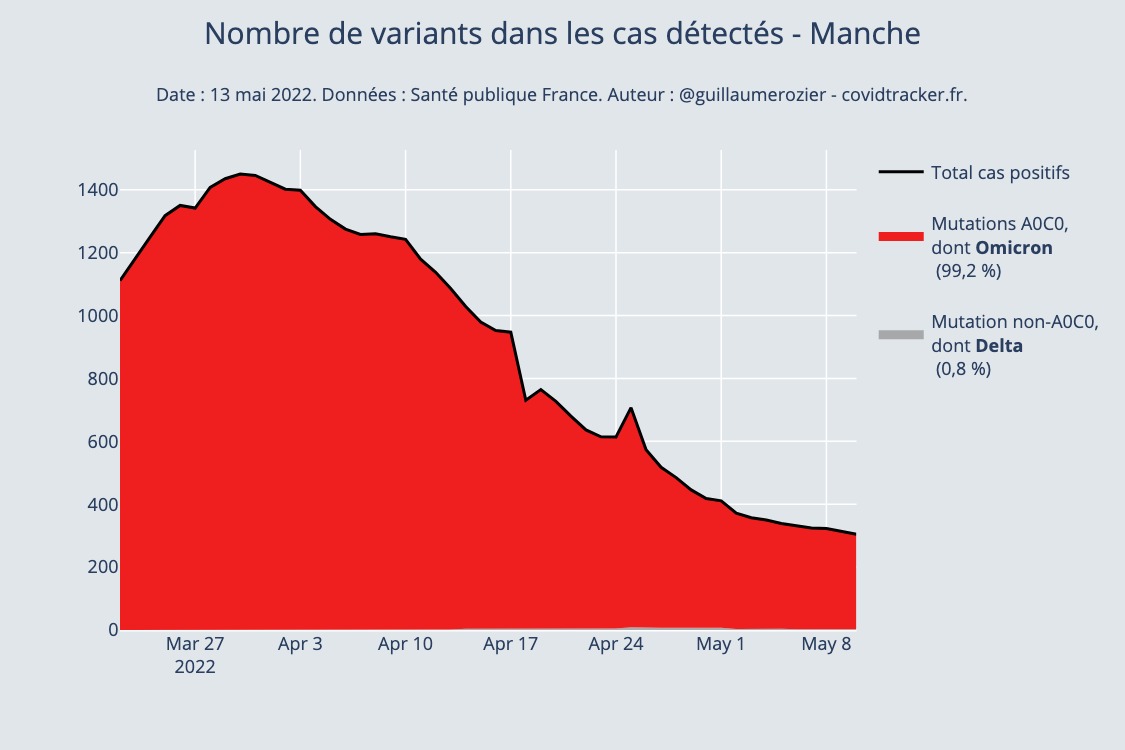 Nombre de variants dans les cas détectés - Manche
Date : 13 mai 2022. Données : Santé publique France. Auteur : @guillaumerozier - covidtracker.fr.
Total cas positifs
Mutations A0C0,
dont Omicron
(99,2 %)
Mutation non-A0C0,
dont Delta
(0,8 %)
1400
1200
1000
800
600
400
200
0
Mar 27 Apr 3 Apr 10 Apr 17 Apr 24 May 1 May 8
2022